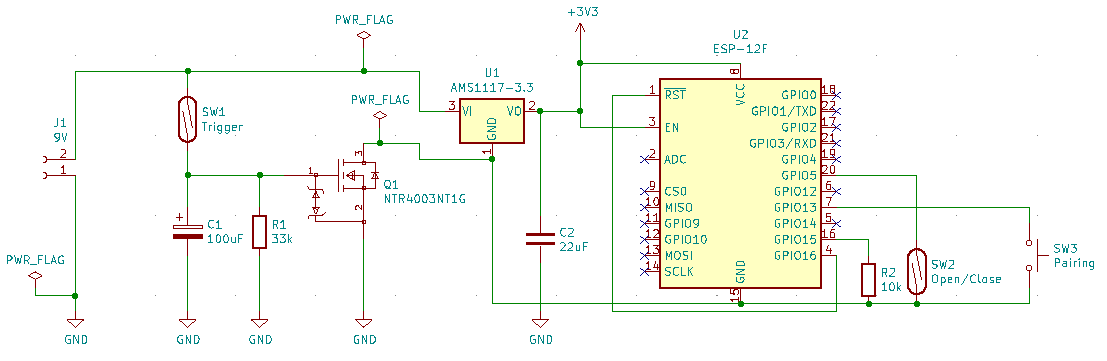 PWR_FLAG
+3V3
U2
ESP-12F
U1
AMS1117-3.3
3 VI VO 2
GND
1
PWR_FLAG
SW1
Trigger
J1
9V
2
1
1
3
2
Q1
NTR4003NT1G
+
C1
100uF
R1
33k
C2
22uF
PWR_FLAG
GND
GND
GND
GND
GND
8
VCC
1 RST
3 EN
2 ADC
9 CS0
10 MISO
11 GPIO9
12 GPIO10
13 MOSI
14 SCLK
GPIO0 18
GPIO1/TXD 22
GPIO2 17
GPIO3/RXD 21
GPIO4 19
GPIO5 20
GPIO12 6
GPIO13 7
GPIO14 5
GPIO15 16
GPIO16 4
GND
15
R2
10k
SW2
Open/Close
SW3
Pairing